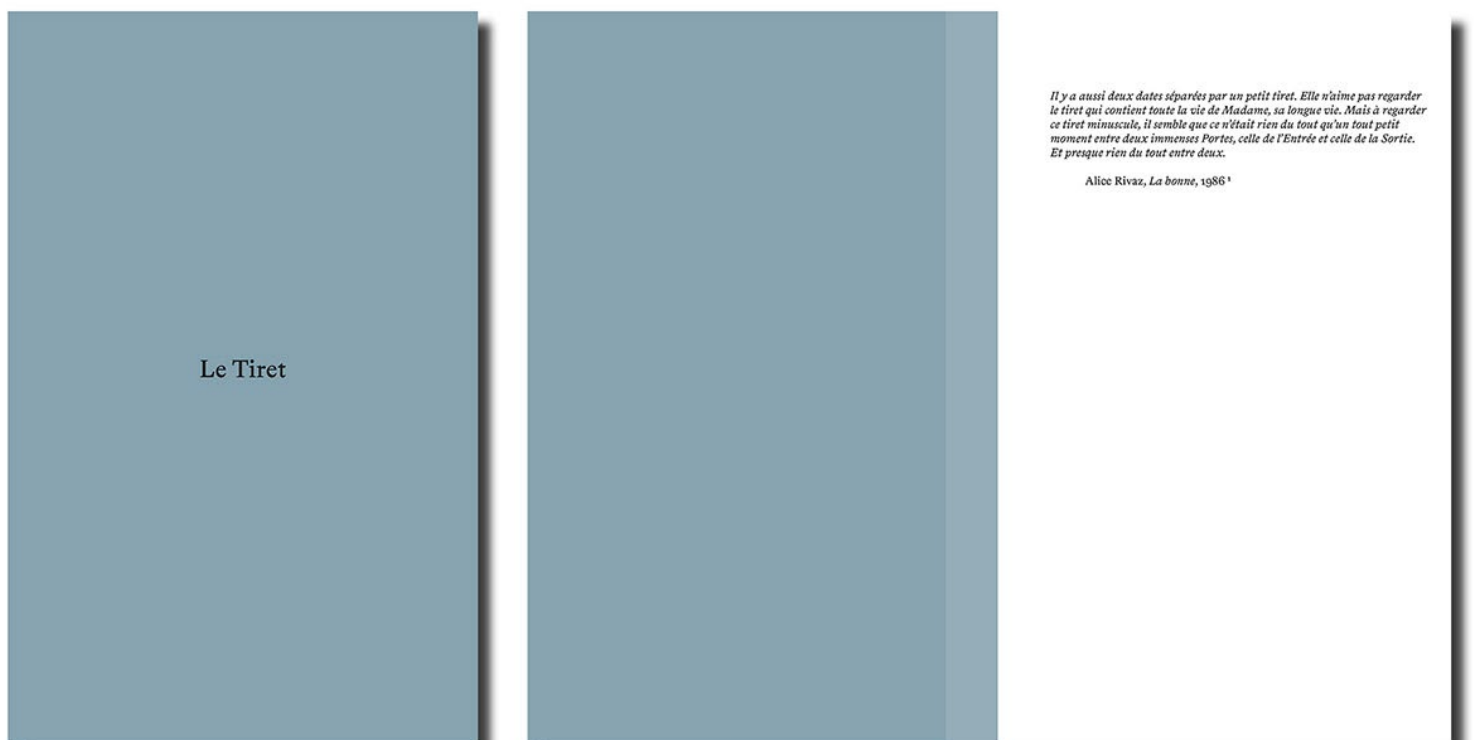 Le Tiret
Il y a aussi deux dates séparées par un petit tiret. Elle n'aime pas regarder
le tiret qui contient toute la vie de Madame, sa longue vie. Mais à regarder
ce tiret minuscule, il semble que ce n'était rien du tout qu'un tout petit
moment entre deux immenses Portes, celle de l'Entrée et celle de la Sortie.
Et presque rien du tout entre deux.
Alice Rivaz, La bonne, 1986 ¹